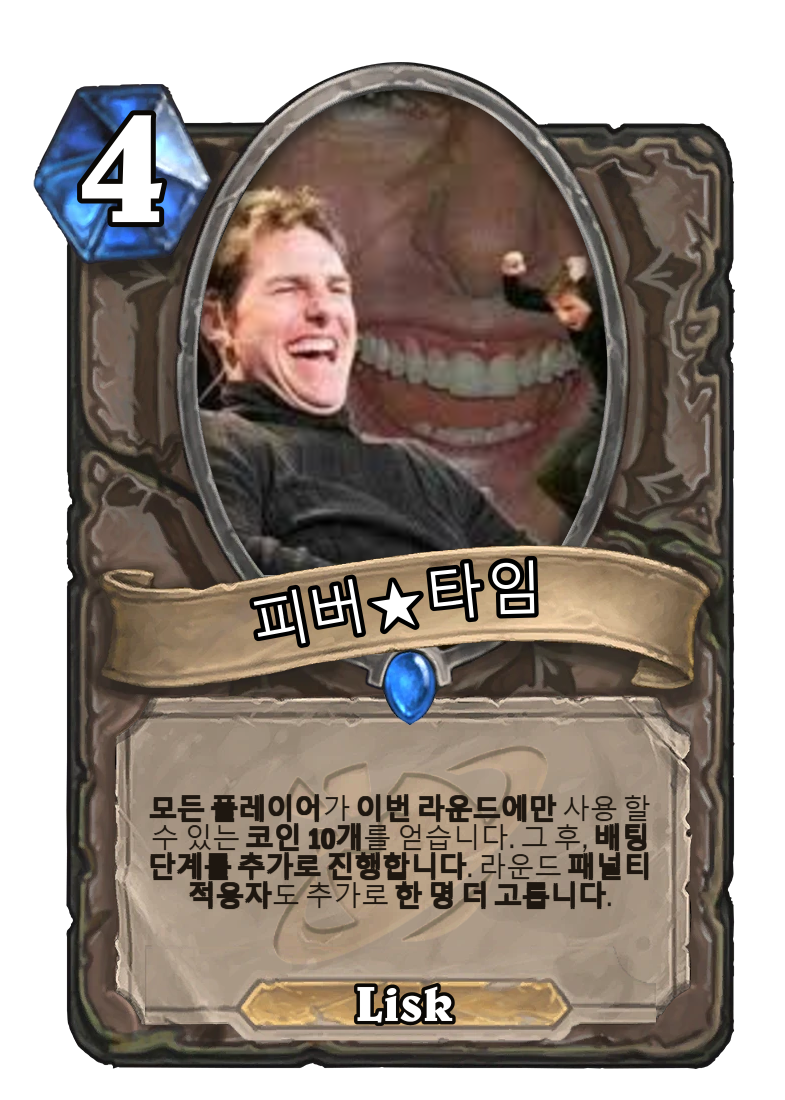 4
피버★타임
모든 플레이어가 이번 라운드에만 사용 할
수 있는 코인 10개를 얻습니다. 그 후, 배팅
단계를 추가로 진행합니다. 라운드 패널티
적용자도 추가로 한 명 더 고릅니다.
Lisk